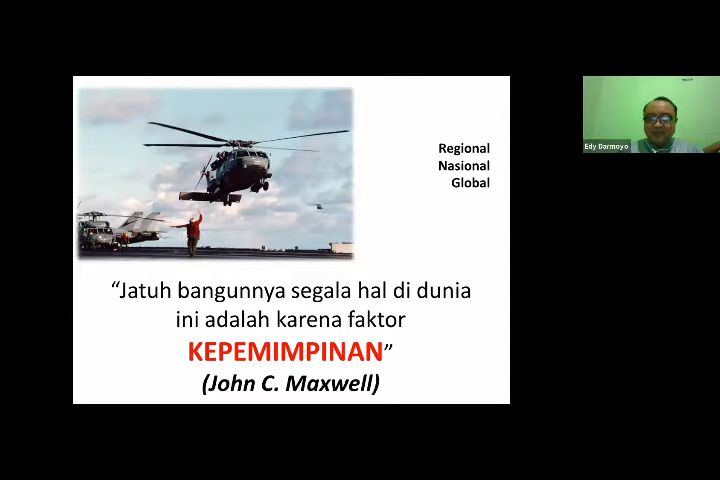 Regional
Nasional
Global
“Jatuh bangunnya segala hal di dunia
ini adalah karena faktor
KEPEMIMPINAN”
(John C. Maxwell)
Edy Darmoyo